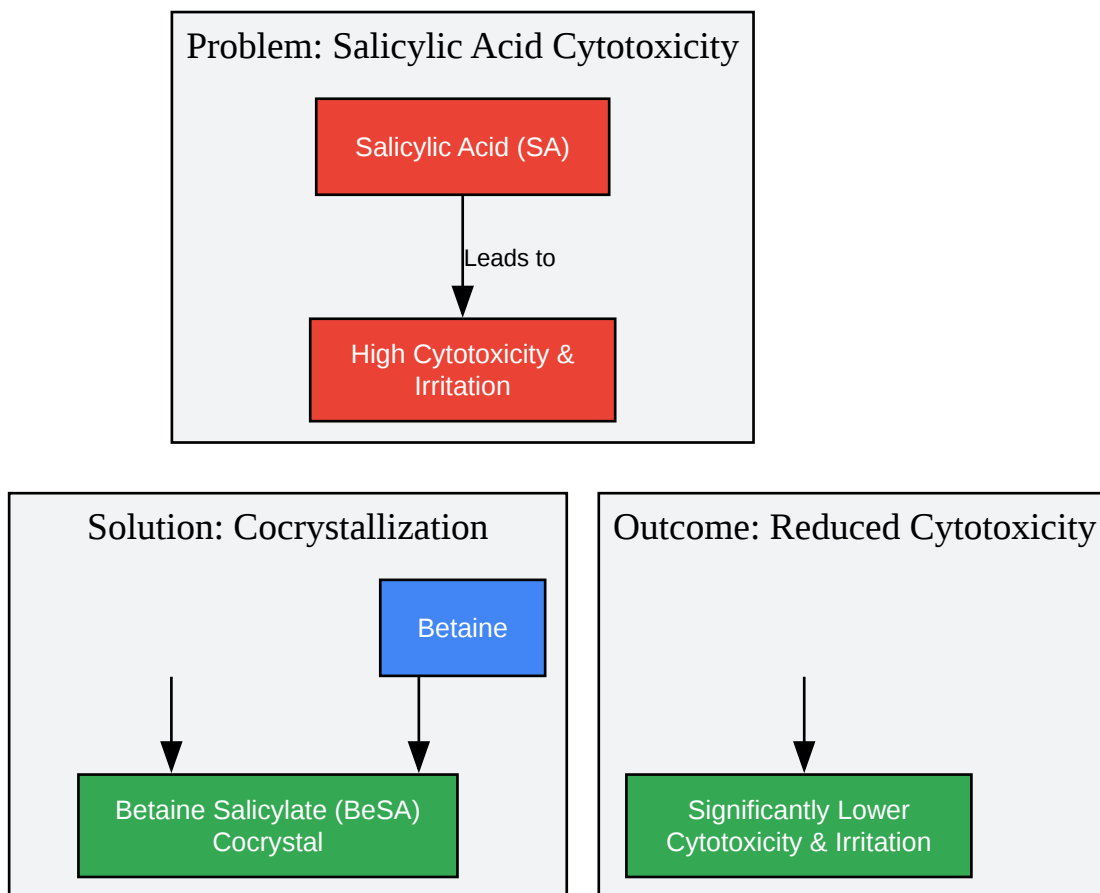 Problem: Salicylic Acid Cytotoxicity
Salicylic Acid (SA)
Leads to
High Cytotoxicity &
Irritation
Solution: Cocrystallization
Betaine
Betaine Salicylate (BeSA)
Cocrystal
Outcome: Reduced Cytotoxicity
Significantly Lower
Cytotoxicity & Irritation